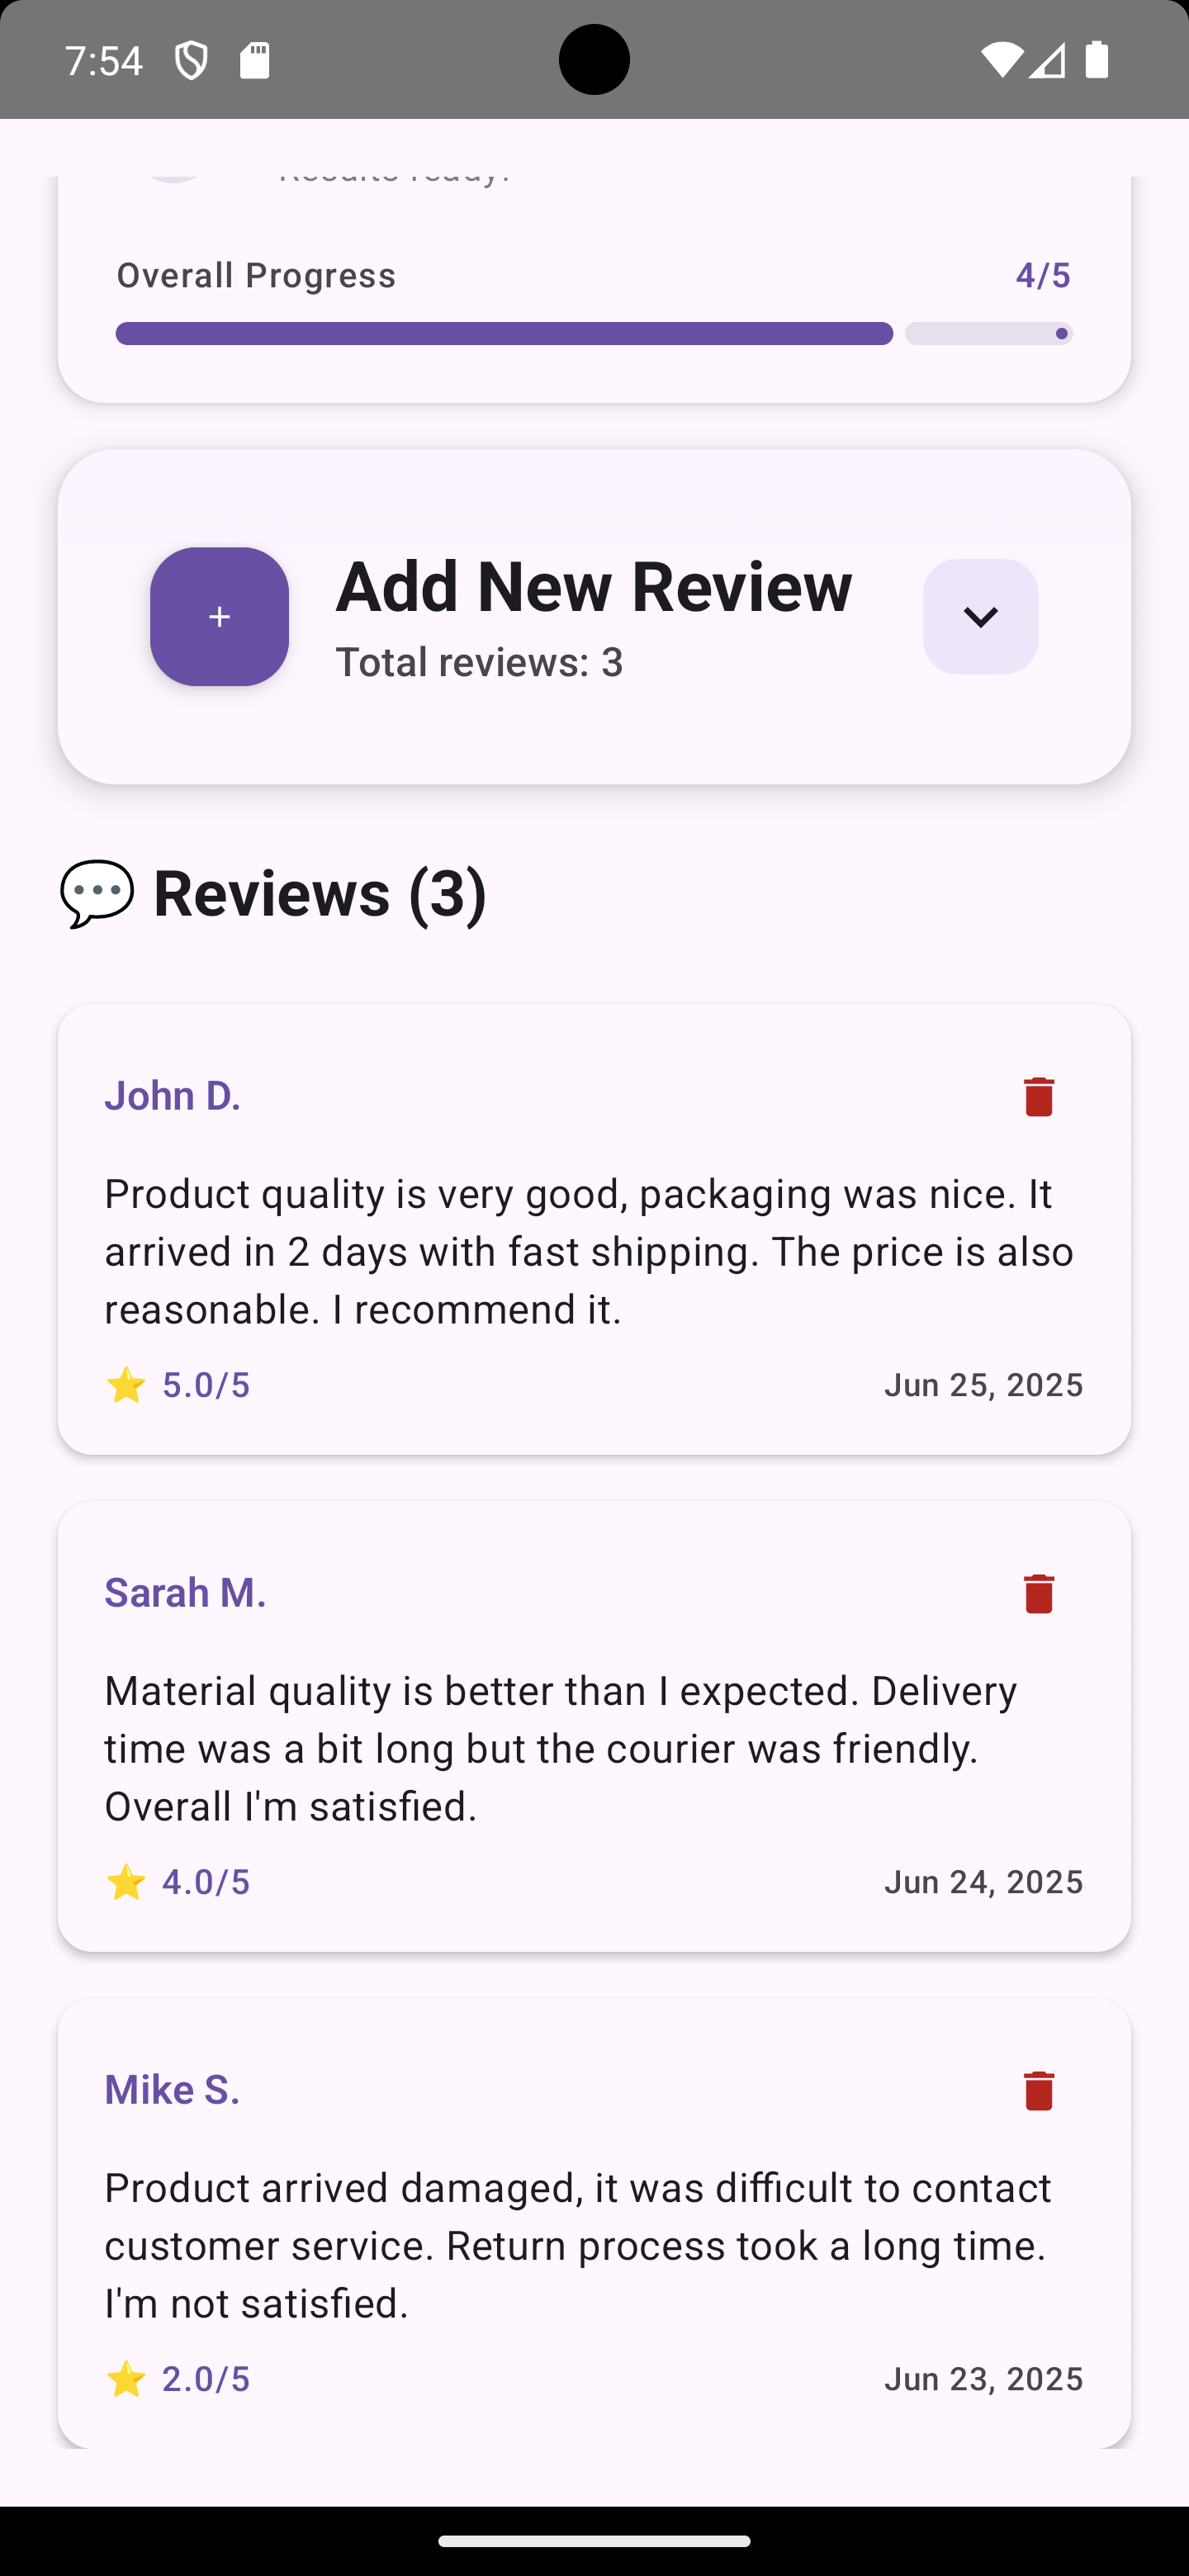 7:54
Results ready!
Overall Progress
4/5
+
Add New Review
Total reviews: 3
💬 Reviews (3)
John D.
Product quality is very good, packaging was nice. It
arrived in 2 days with fast shipping. The price is also
reasonable. I recommend it.
⭐ 5.0/5
Jun 25, 2025
Sarah M.
Material quality is better than I expected. Delivery
time was a bit long but the courier was friendly.
Overall I'm satisfied.
⭐ 4.0/5
Jun 24, 2025
Mike S.
Product arrived damaged, it was difficult to contact
customer service. Return process took a long time.
I'm not satisfied.
⭐ 2.0/5
Jun 23, 2025